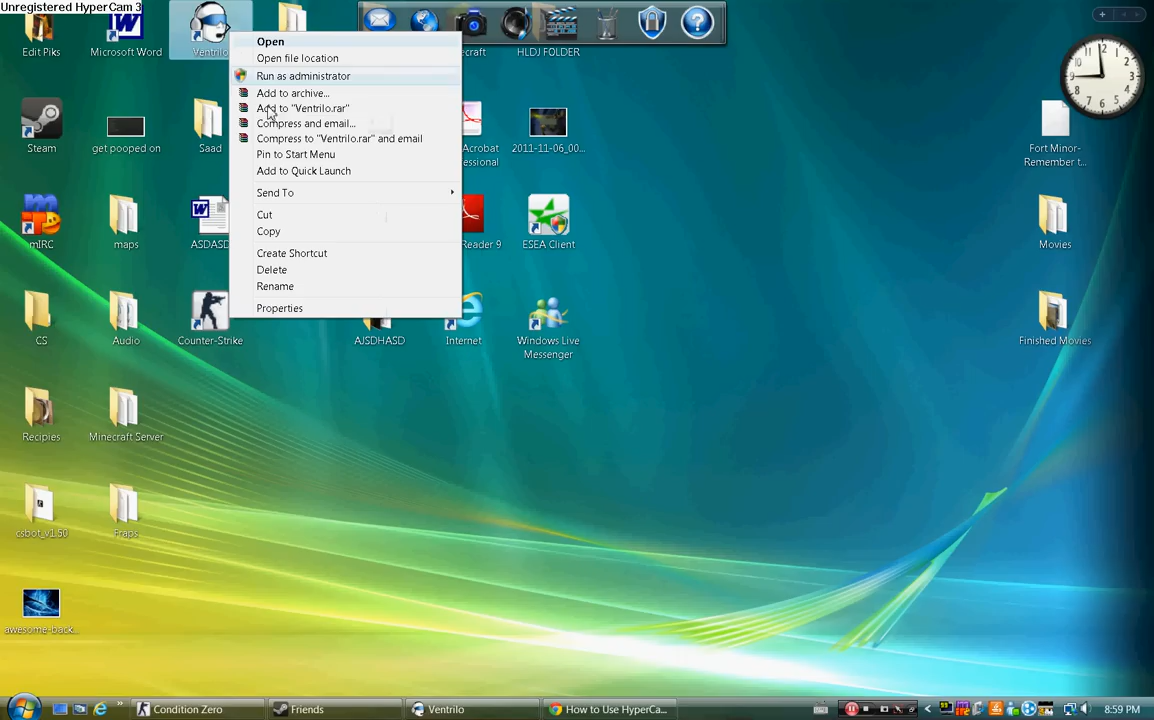 Unregistered HyperCam 3
Edit Piks
Microsoft Word
Ventrilo
ecraft
HLDJ FOLDER
Open
Open file location
Run as administrator
Add to archive...
Add to "Ventrilo.rar"
Compress and email...
Compress to "Ventrilo.rar" and email
Pin to Start Menu
Add to Quick Launch
Send To
Cut
Copy
Create Shortcut
Delete
Rename
Properties
Steam
get pooped on
Saad
Acrobat
essional
2011-11-06_00...
Fort Minor-
Remember t...
mIRC
maps
ASDASD
Reader 9
ESEA Client
Movies
CS
Audio
Counter-Strike
AJSDHASD
Internet
Windows Live
Messenger
Finished Movies
Recipies
Minecraft Server
csbot_v1.50
Fraps
awesome-back...
Condition Zero
Friends
Ventrilo
How to Use HyperCa...
8:59 PM